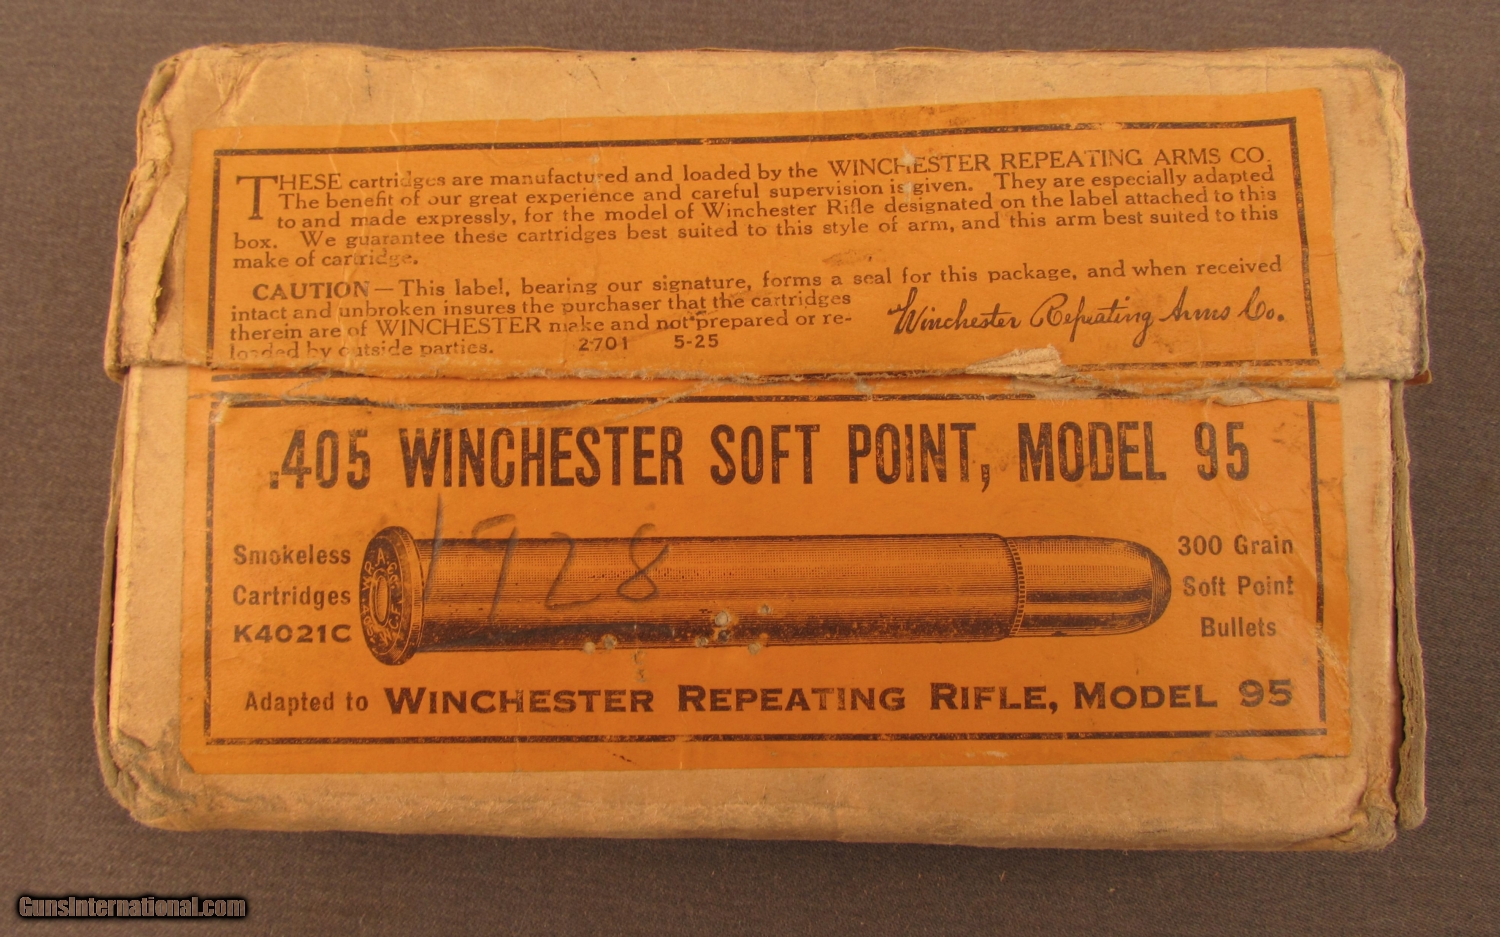 THESE cartridges are manufactured and loaded by the WINCHESTER REPEATING ARMS CO.
The benefit of our great experience and careful supervision is given. They are especially adapted
to and made expressly, for the model of Winchester Rifle designated on the label attached to this
box. We guarantee these cartridges best suited to this style of arm, and this arm best suited to this
make of cartridge.
CAUTION—This label, bearing our signature, forms a seal for this package, and when received
intact and unbroken insures the purchaser that the cartridges
therein are of WINCHESTER make and not prepared or re-
loaded by outside parties. 2701 5-25
Winchester Repeating Arms Co.
.405 WINCHESTER SOFT POINT, MODEL 95
1928
Smokeless
Cartridges
K4021C
W.R.A.
300 Grain
Soft Point
Bullets
Adapted to WINCHESTER REPEATING RIFLE, MODEL 95
GunsInternational.com